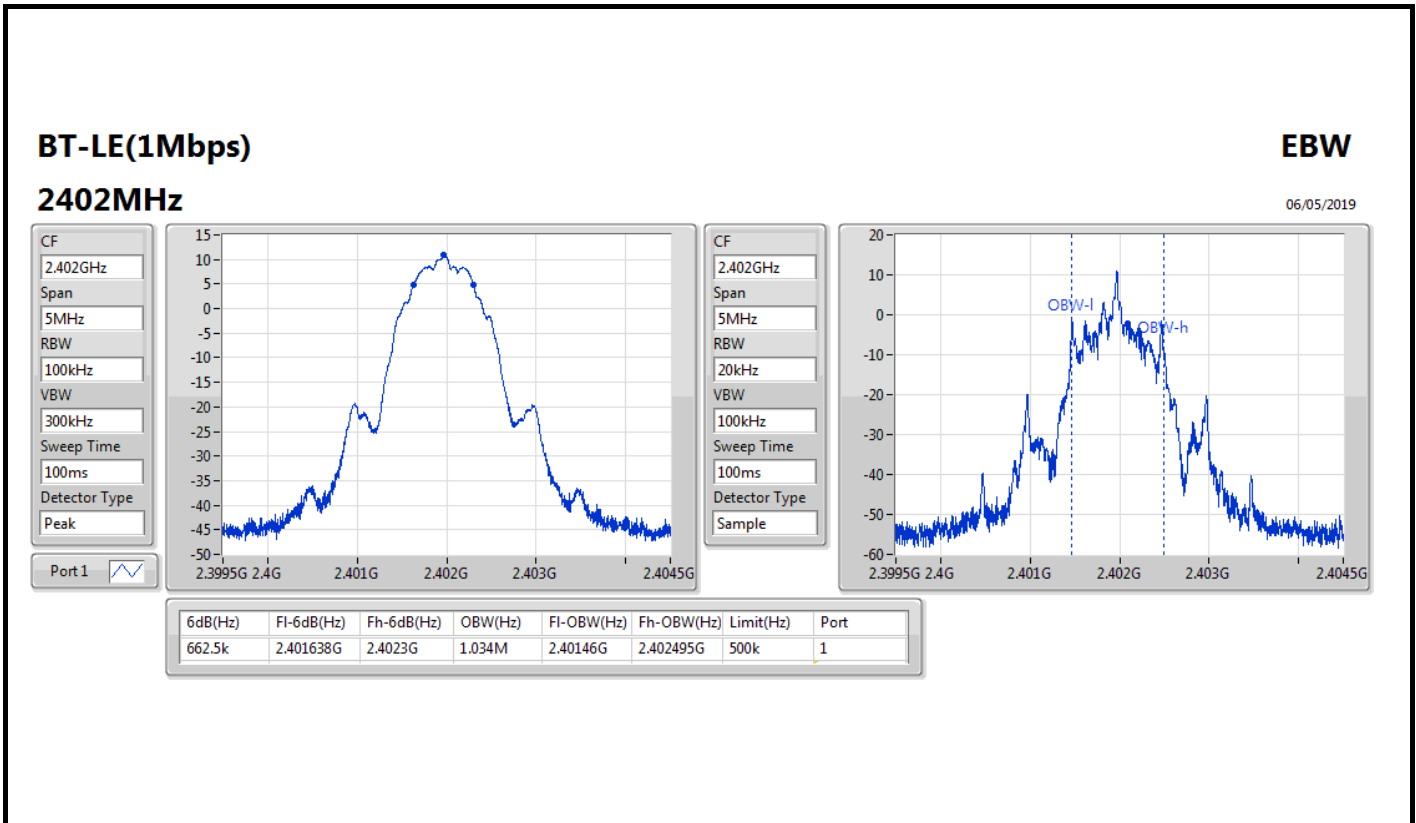 BT-LE(1Mbps)
EBW
2402MHz
06/05/2019
CF
2.402GHz
Span
5MHz
RBW
100kHz
VBW
300kHz
Sweep Time
100ms
Detector Type
Peak
Port 1
15
10
5
0
-5
-10
-15
-20
-25
-30
-35
-40
-45
-50
2.3995G 2.4G 2.401G 2.402G 2.403G 2.4045G
CF
2.402GHz
Span
5MHz
RBW
20kHz
VBW
100kHz
Sweep Time
100ms
Detector Type
Sample
20
10
0
-10
-20
-30
-40
-50
-60
OBW-l
OBW-h
2.3995G 2.4G 2.401G 2.402G 2.403G 2.4045G
6dB(Hz) Fl-6dB(Hz) Fh-6dB(Hz) OBW(Hz) Fl-OBW(Hz) Fh-OBW(Hz) Limit(Hz) Port
662.5k 2.401638G 2.4023G 1.034M 2.40146G 2.402495G 500k 1